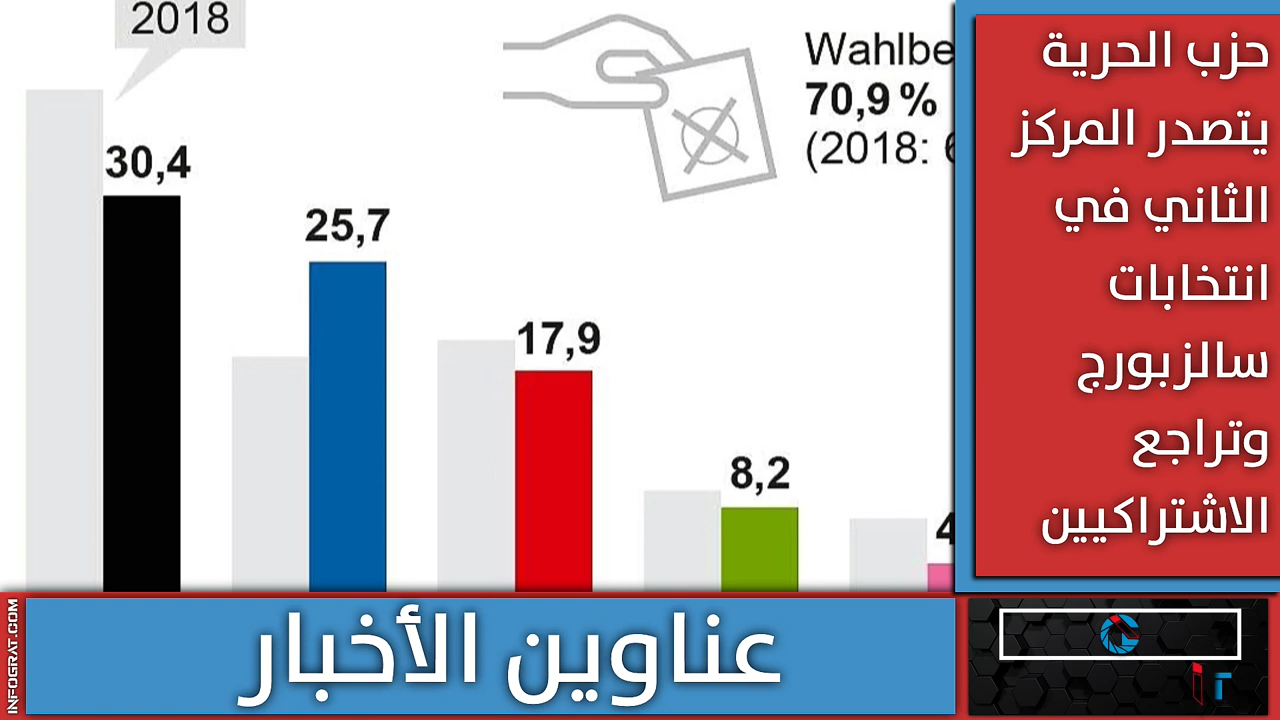 2018
30,4
25,7
17,9
8,2
4
Wahlbe
70,9 %
(2018: 6
حزب الحرية
يتصدر المركز
الثاني في
انتخابات
سالزبورج
وتراجع
الاشتراكيين
عناوين الأخبار
INFOGRAT.COM